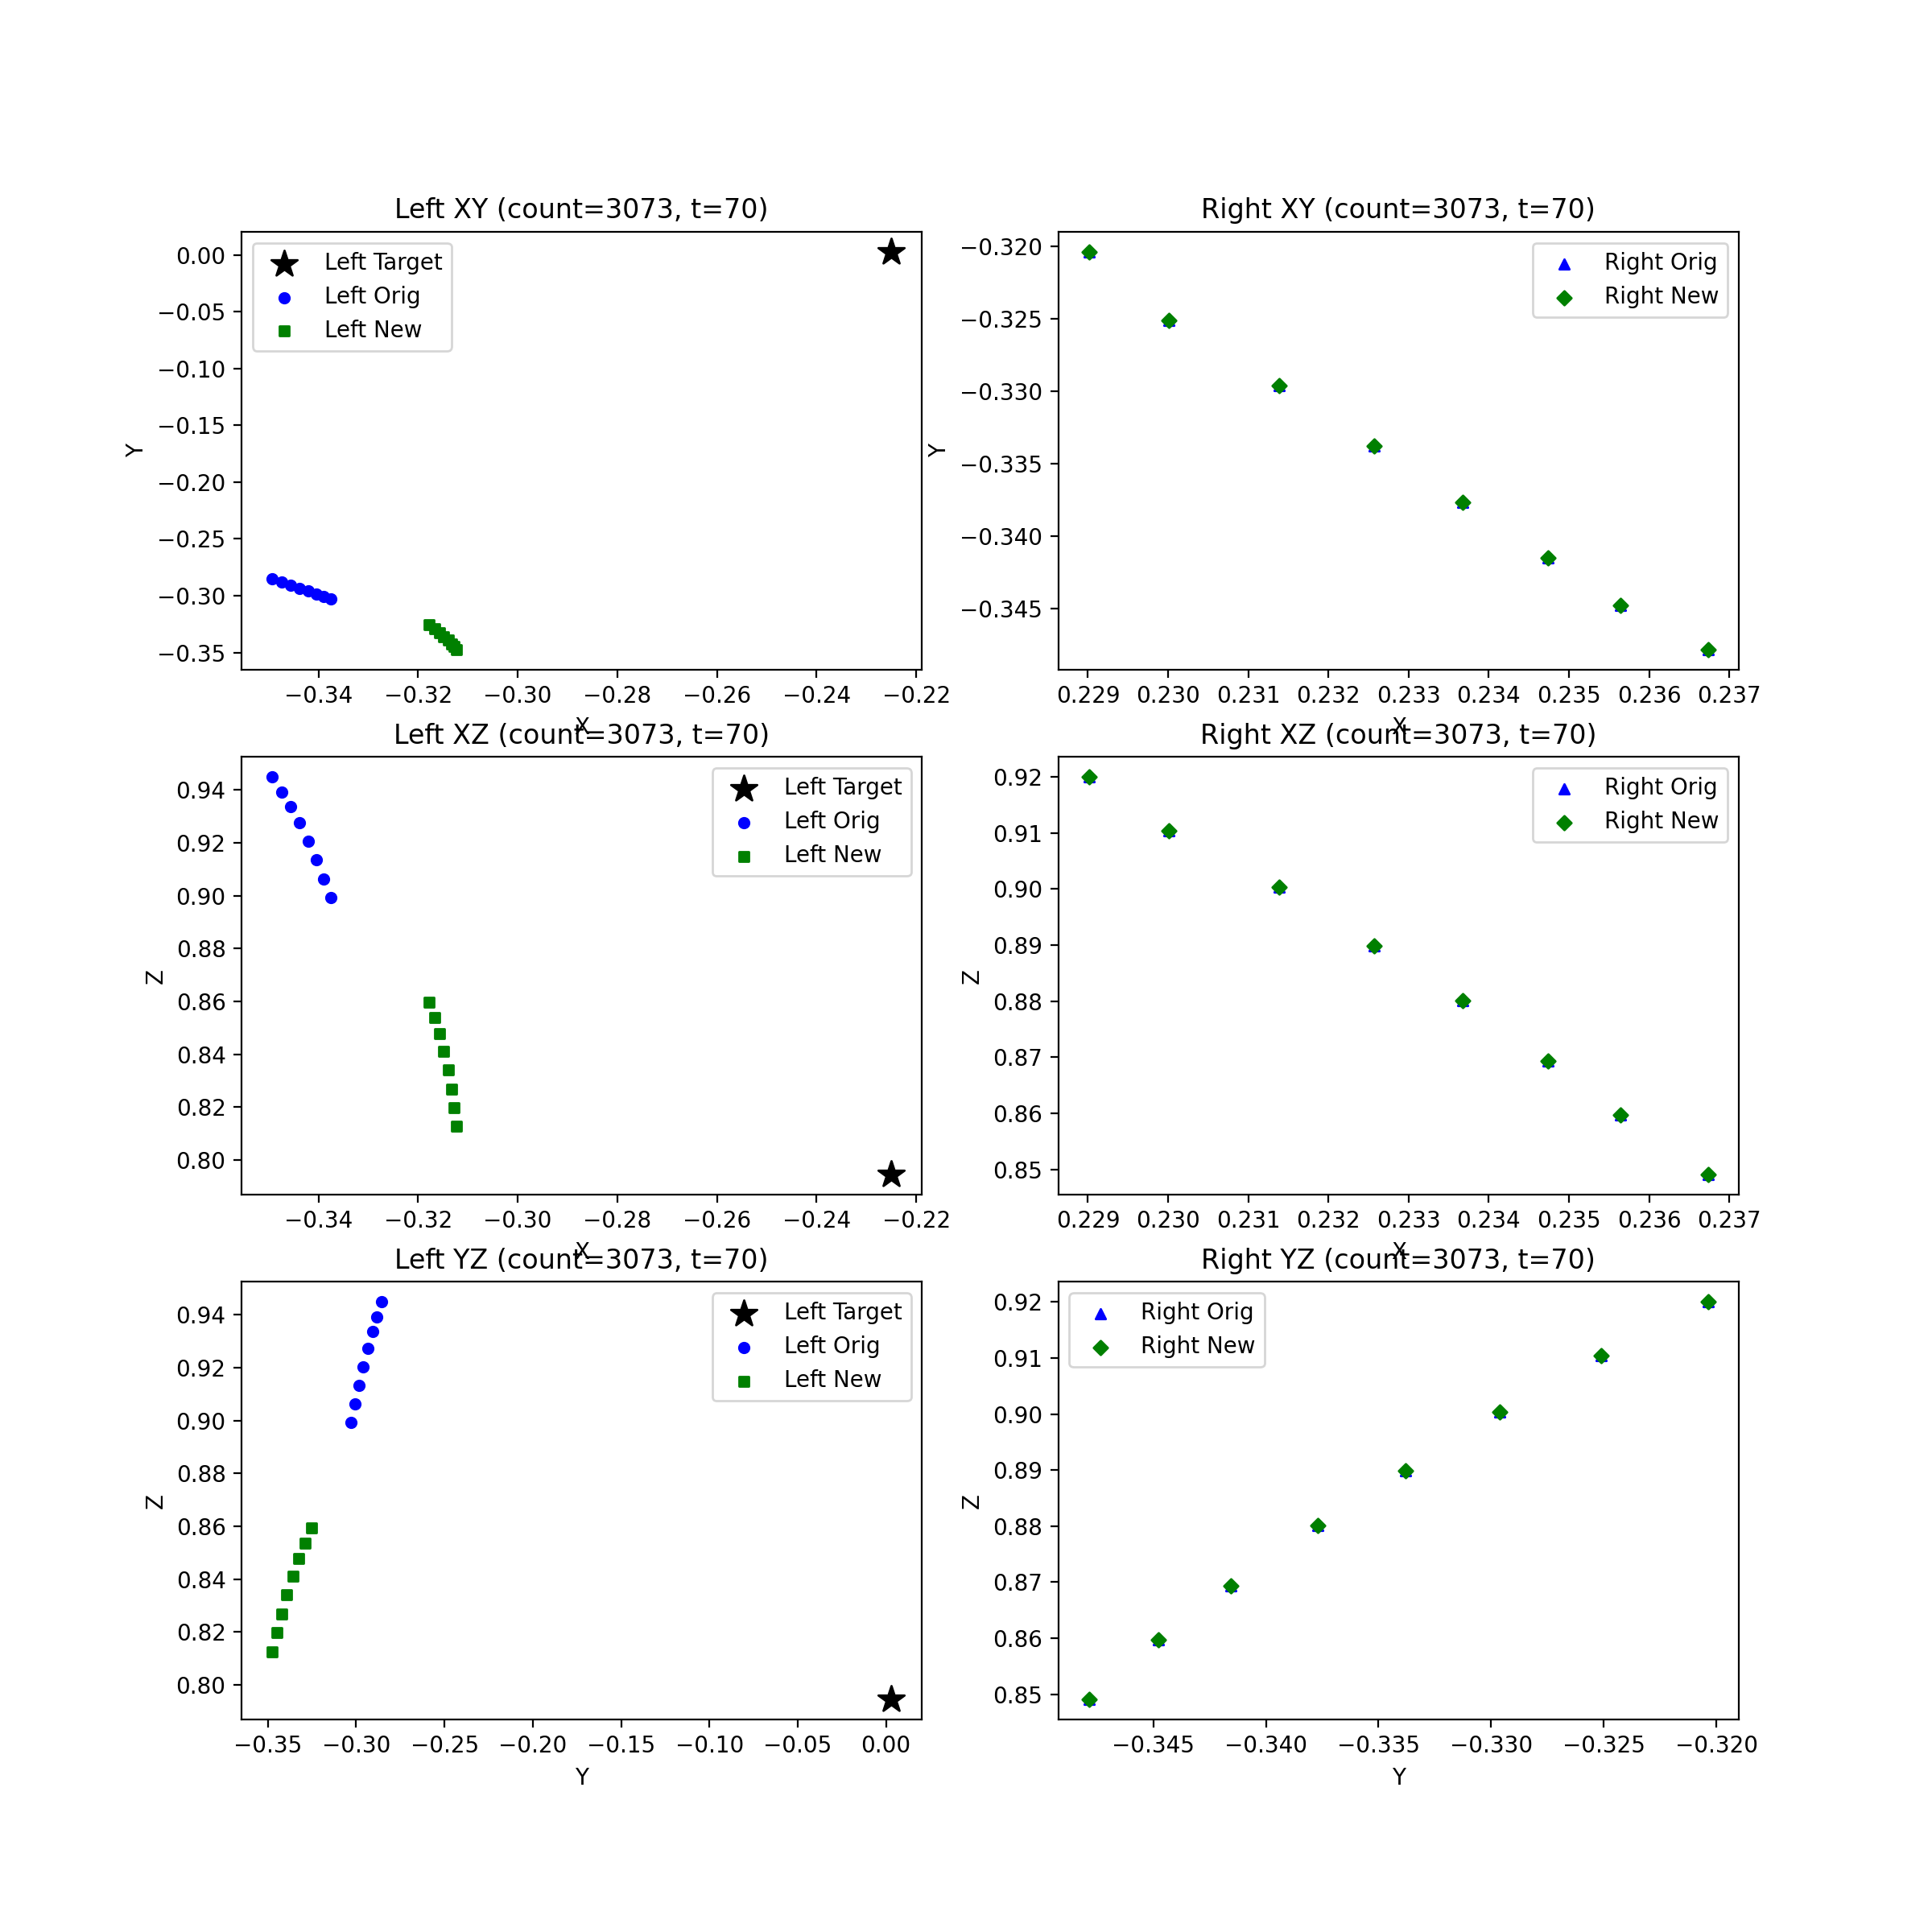 Left XY (count=3073, t=70)
Left Target
Left Orig
Left New
0.00
−0.05
−0.10
−0.15
−0.20
−0.25
−0.30
−0.35
Y
−0.34 −0.32 −0.30 −0.28 −0.26 −0.24 −0.22
X
Right XY (count=3073, t=70)
Right Orig
Right New
−0.320
−0.325
−0.330
−0.335
−0.340
−0.345
Y
0.229 0.230 0.231 0.232 0.233 0.234 0.235 0.236 0.237
X
Left XZ (count=3073, t=70)
Left Target
Left Orig
Left New
0.94
0.92
0.90
0.88
0.86
0.84
0.82
0.80
Z
−0.34 −0.32 −0.30 −0.28 −0.26 −0.24 −0.22
X
Right XZ (count=3073, t=70)
Right Orig
Right New
0.92
0.91
0.90
0.89
0.88
0.87
0.86
0.85
Z
0.229 0.230 0.231 0.232 0.233 0.234 0.235 0.236 0.237
X
Left YZ (count=3073, t=70)
Left Target
Left Orig
Left New
0.94
0.92
0.90
0.88
0.86
0.84
0.82
0.80
Z
−0.35 −0.30 −0.25 −0.20 −0.15 −0.10 −0.05 0.00
Y
Right YZ (count=3073, t=70)
Right Orig
Right New
0.92
0.91
0.90
0.89
0.88
0.87
0.86
0.85
Z
−0.345 −0.340 −0.335 −0.330 −0.325 −0.320
Y